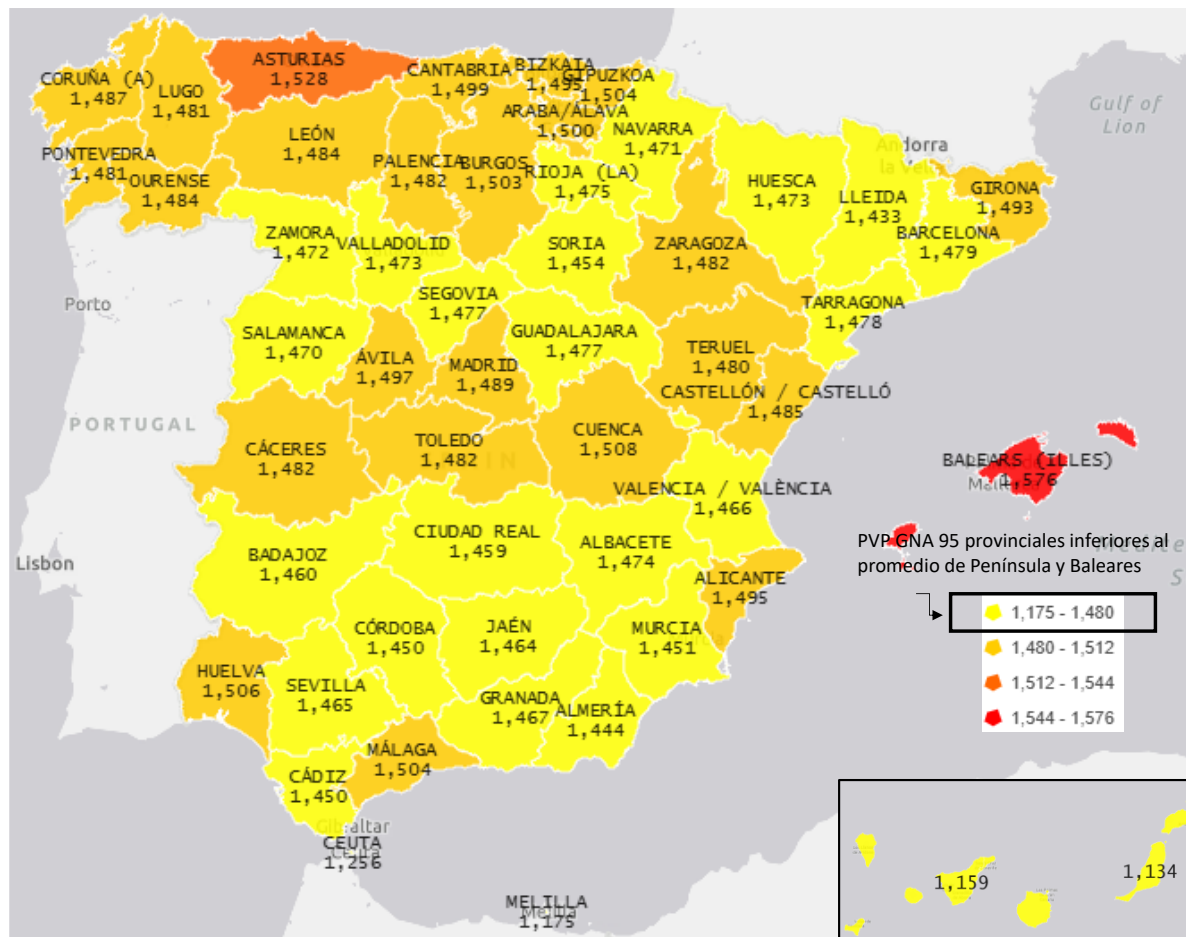 ASTURIAS
1,528
CORUÑA (A)
1,487
LUGO
1,481
CANTABRIA
1,499
BIZKAIA
1,495
GIPUZKOA
1,504
ARABA/ÁLAVA
1,500
NAVARRA
1,471
Gulf of
Lion
LEÓN
1,484
PALENCIA
1,482
BURGOS
1,503
RIOJA (LA)
1,475
PONTEVEDRA
1,481
OURENSE
1,484
Andorra
la Vella
HUESCA
1,473
LLEIDA
1,433
GIRONA
1,493
BARCELONA
1,479
ZAMORA
1,472
VALLADOLID
1,473
SORIA
1,454
ZARAGOZA
1,482
Porto
SEGOVIA
1,477
TARRAGONA
1,478
SALAMANCA
1,470
ÁVILA
1,497
MADRID
1,489
GUADALAJARA
1,477
TERUEL
1,480
CASTELLÓN / CASTELLÓ
1,485
PORTUGAL
CÁCERES
1,482
TOLEDO
1,482
CUENCA
1,508
BALEARS (ILLES)
1,576
VALENCIA / VALÈNCIA
1,466
Lisbon
BADAJOZ
1,460
CIUDAD REAL
1,459
ALBACETE
1,474
ALICANTE
1,495
PVP GNA 95 provinciales inferiores al
promedio de Península y Baleares
1,175 - 1,480
1,480 - 1,512
1,512 - 1,544
1,544 - 1,576
HUELVA
1,506
SEVILLA
1,465
CÓRDOBA
1,450
JAÉN
1,464
MURCIA
1,451
GRANADA
1,467
ALMERÍA
1,444
MÁLAGA
1,504
CÁDIZ
1,450
Gibraltar
CEUTA
1,256
MELILLA
1,175
1,159
1,134